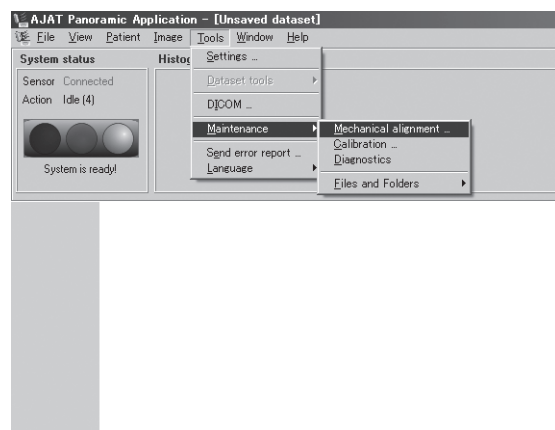 AJAT Panoramic Application - [Unsaved dataset]
File View Patient Image Tools Window Help
System status
Histog
Sensor Connected
Action Idle (4)
System is ready!
Settings ...
Dataset tools
DICOM ...
Maintenance
Send error report ...
Language
Mechanical alignment ...
Calibration ...
Diagnostics
Files and Folders